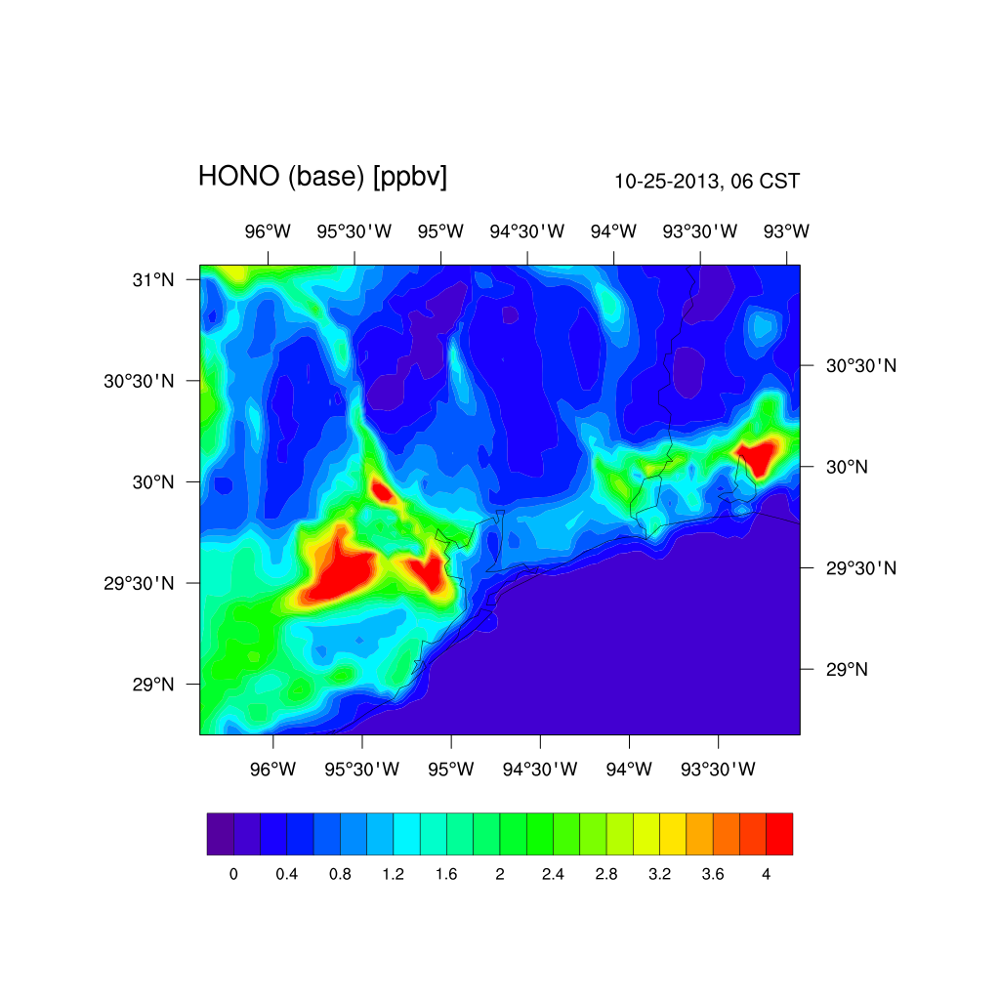 HONO (base) [ppbv] 10-25-2013, 06 CST
96°W 95°30'W 95°W 94°30'W 94°W 93°30'W 93°W
31°N
30°30'N 30°30'N
30°N 30°N
29°30'N 29°30'N
29°N 29°N
96°W 95°30'W 95°W 94°30'W 94°W 93°30'W
0 0.4 0.8 1.2 1.6 2 2.4 2.8 3.2 3.6 4